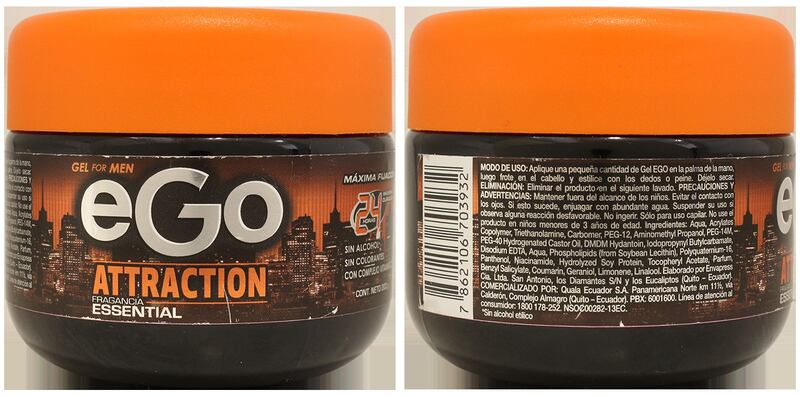 GEL FOR MEN
eGo
MÁXIMA FIJACIÓN
24
HORAS
SIN ALCOHOL
SIN COLORANTES
CON COMPLEJO
ATTRACTION
FRAGANCIA
ESSENTIAL
CONT. NETO
MODO DE USO: Aplique una pequeña cantidad de Gel EGO en la palma de la mano,
luego frote en el cabello y estilice con los dedos o peine. Déjelo secar.
ELIMINACIÓN: Eliminar el producto en el siguiente lavado. PRECAUCIONES Y
ADVERTENCIAS: Mantener fuera del alcance de los niños. Evitar el contacto con
los ojos. Si esto sucede, enjuagar con abundante agua. Suspender su uso si
observa alguna reacción desfavorable. No ingerir. Sólo para uso capilar. No use el
producto en niños menores de 3 años de edad. Ingredientes: Aqua, Acrylates
Copolymer, Triethanolamine, Carbomer, PEG-12, Aminomethyl Propanol, PEG-14M,
PEG-40 Hydrogenated Castor Oil, DMDM Hydantoin, Iodopropynyl Butylcarbamate,
Disodium EDTA, Aqua, Phospholipids (from Soybean Lecithin), Polyquaternium-16,
Panthenol, Niacinamide, Hydrolyzed Soy Protein, Tocopheryl Acetate, Parfum
Benzyl Salicylate, Coumarin, Geraniol, Limonene, Linalool. Elaborado por Envapress
Ca. Ltda. San Antonio, los Diamantes S/N y los Eucaliptos (Quito – Ecuador).
COMERCIALIZADO POR: Quala Ecuador S.A. Panamericana Norte km 11½, vía
Calderón, Complejo Almagro (Quito – Ecuador). PBX: 6001600. Línea de atención al
consumidor: 1800 178-252. NSOC00282-13EC.
*Sin alcohol etílico
7 862106 703932
GEL FO